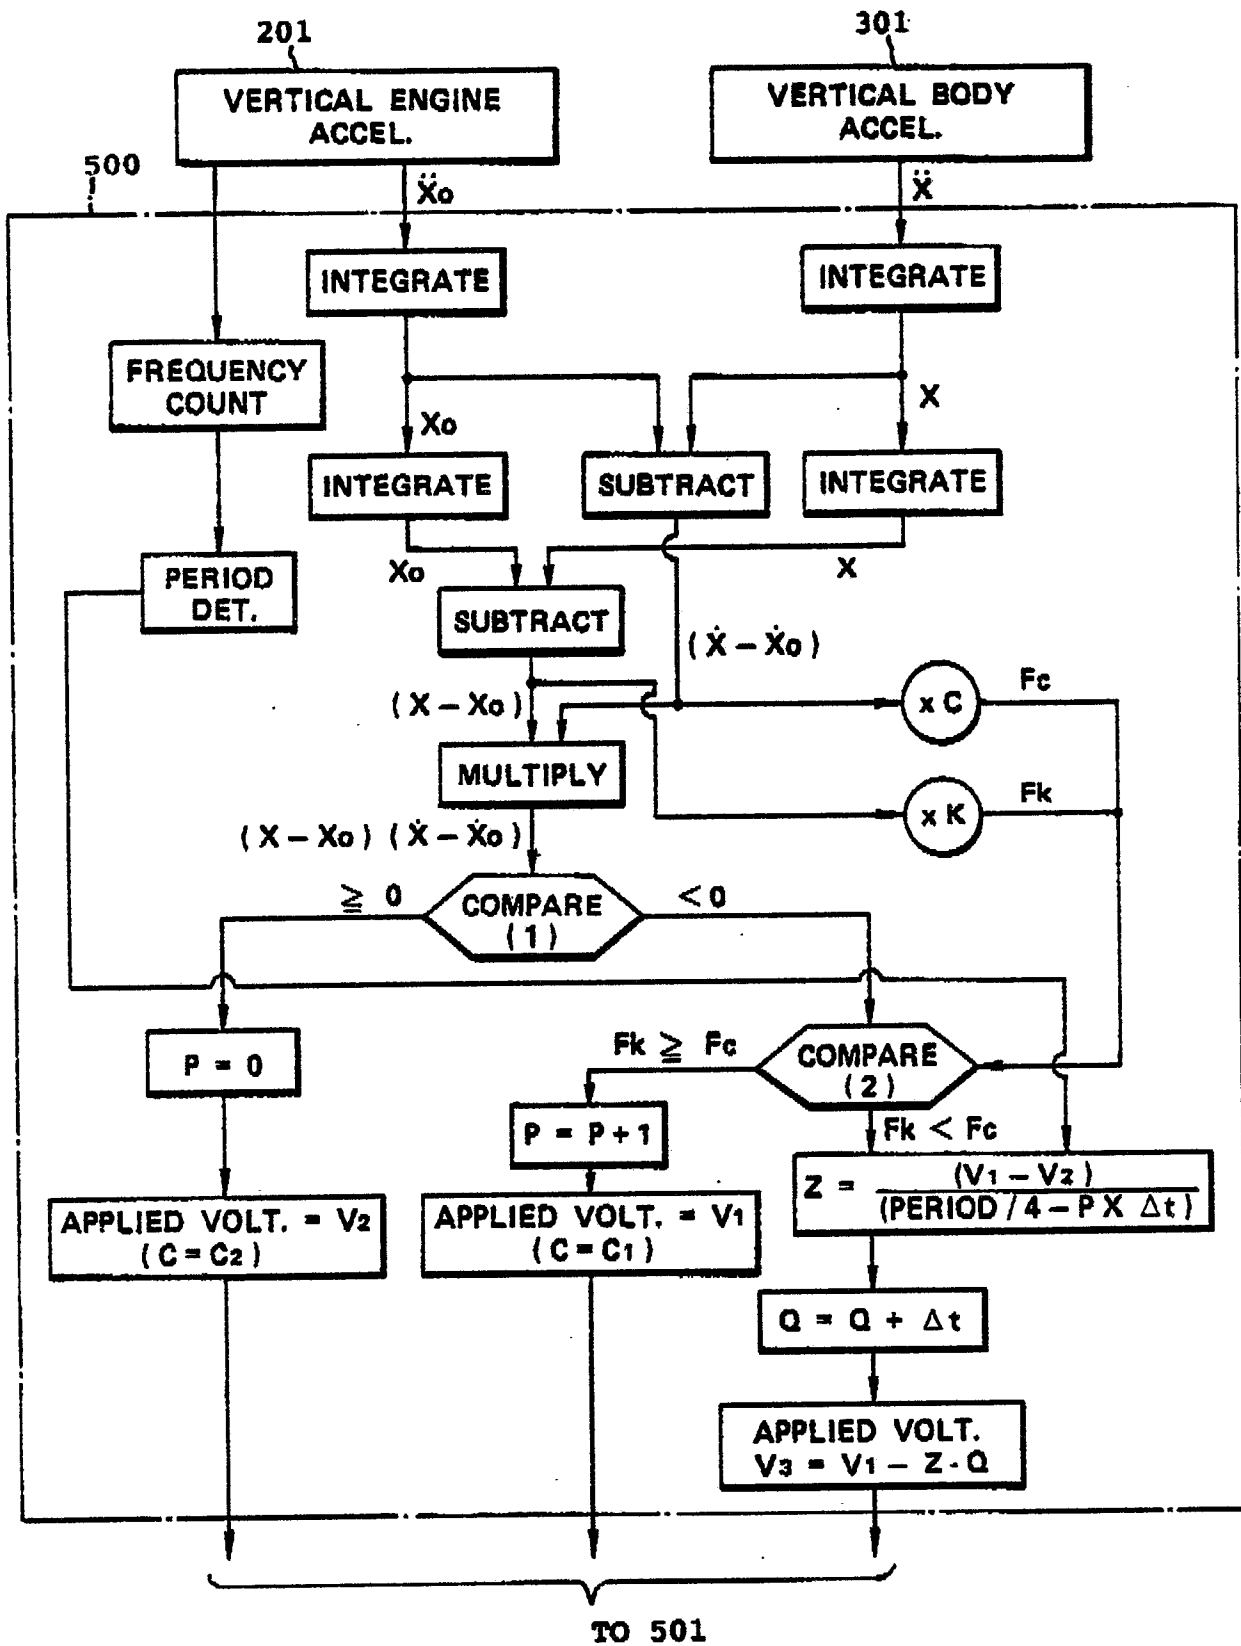 201
301
VERTICAL ENGINE
ACCEL.
VERTICAL BODY
ACCEL.
500
Ẍo
Ẍ
INTEGRATE
INTEGRATE
FREQUENCY
COUNT
Xo
X
INTEGRATE
SUBTRACT
INTEGRATE
Xo
X
PERIOD
DET.
SUBTRACT
(Ẋ - Ẋo)
(X - Xo)
x C
Fc
MULTIPLY
x K
Fk
(X - Xo) (Ẋ - Ẋo)
≧ 0
COMPARE
(1)
< 0
P = 0
Fk ≧ Fc
COMPARE
(2)
P = P + 1
Fk < Fc
Z = (V1 - V2)
(PERIOD / 4 - P X Δt)
APPLIED VOLT. = V2
(C = C2)
APPLIED VOLT. = V1
(C = C1)
Q = Q + Δt
APPLIED VOLT.
V3 = V1 - Z · Q
TO 501